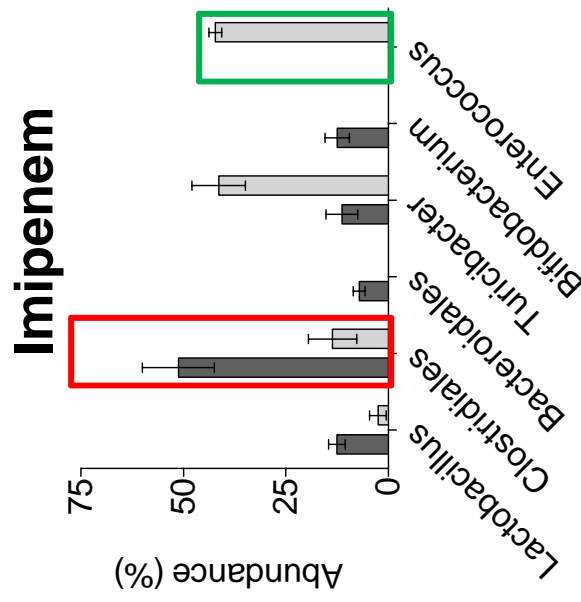 Imipenem
Abundance (%)
75
50
25
0
Lactobacillus
Clostridiales
Bacteroidales
Turicibacter
Bifidobacterium
Enterococcus